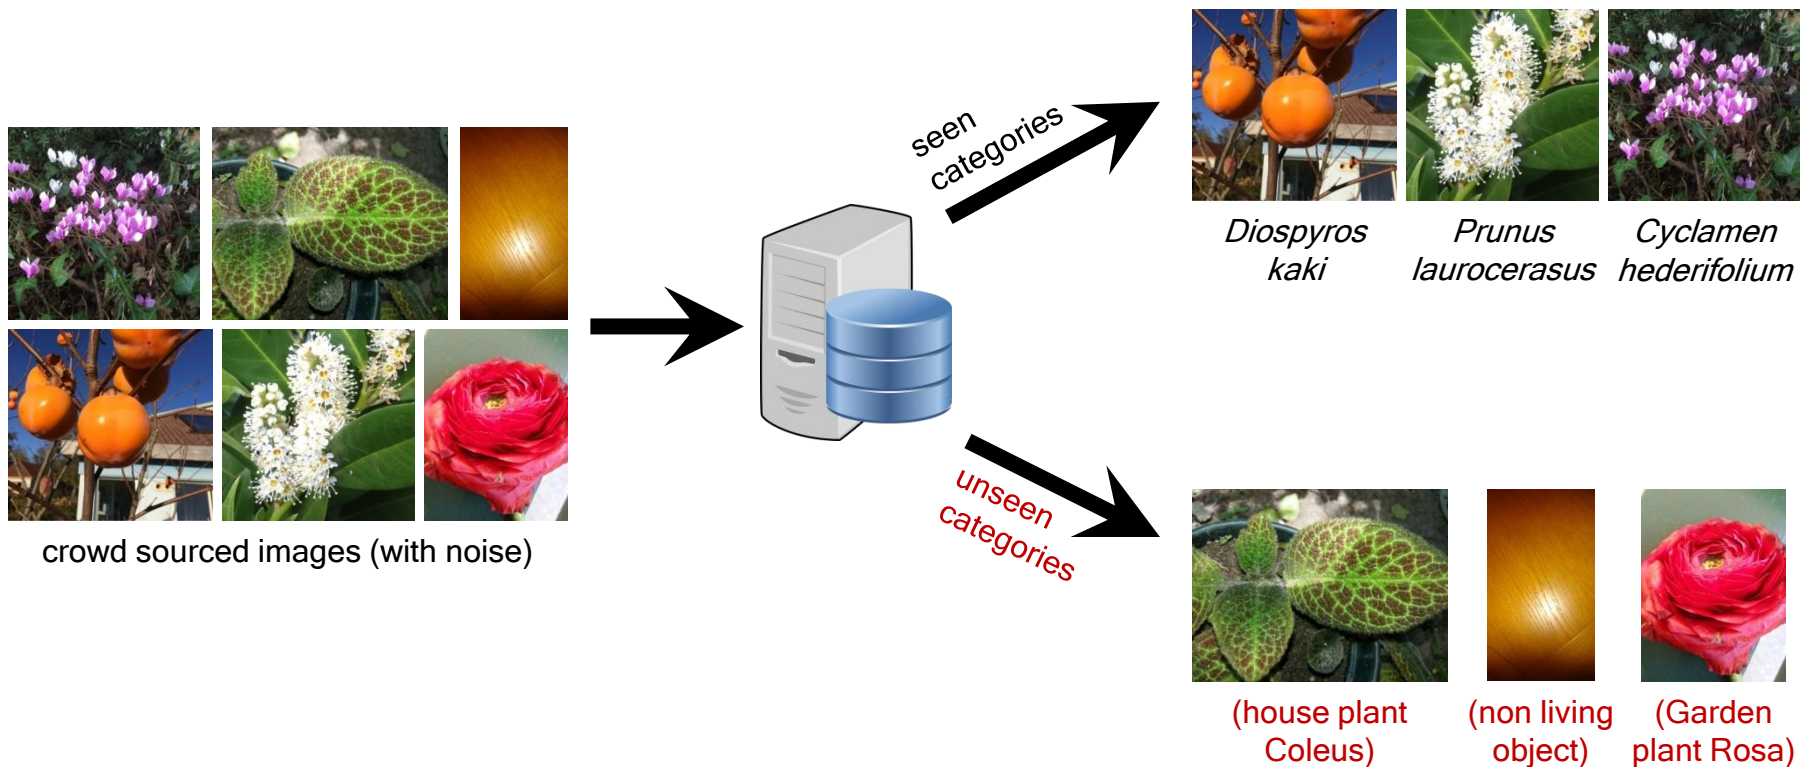 seen
categories
Diospyros
kaki
Prunus
laurocerasus
Cyclamen
hederifolium
crowd sourced images (with noise)
unseen
categories
(house plant
Coleus)
(non living
object)
(Garden
plant Rosa)